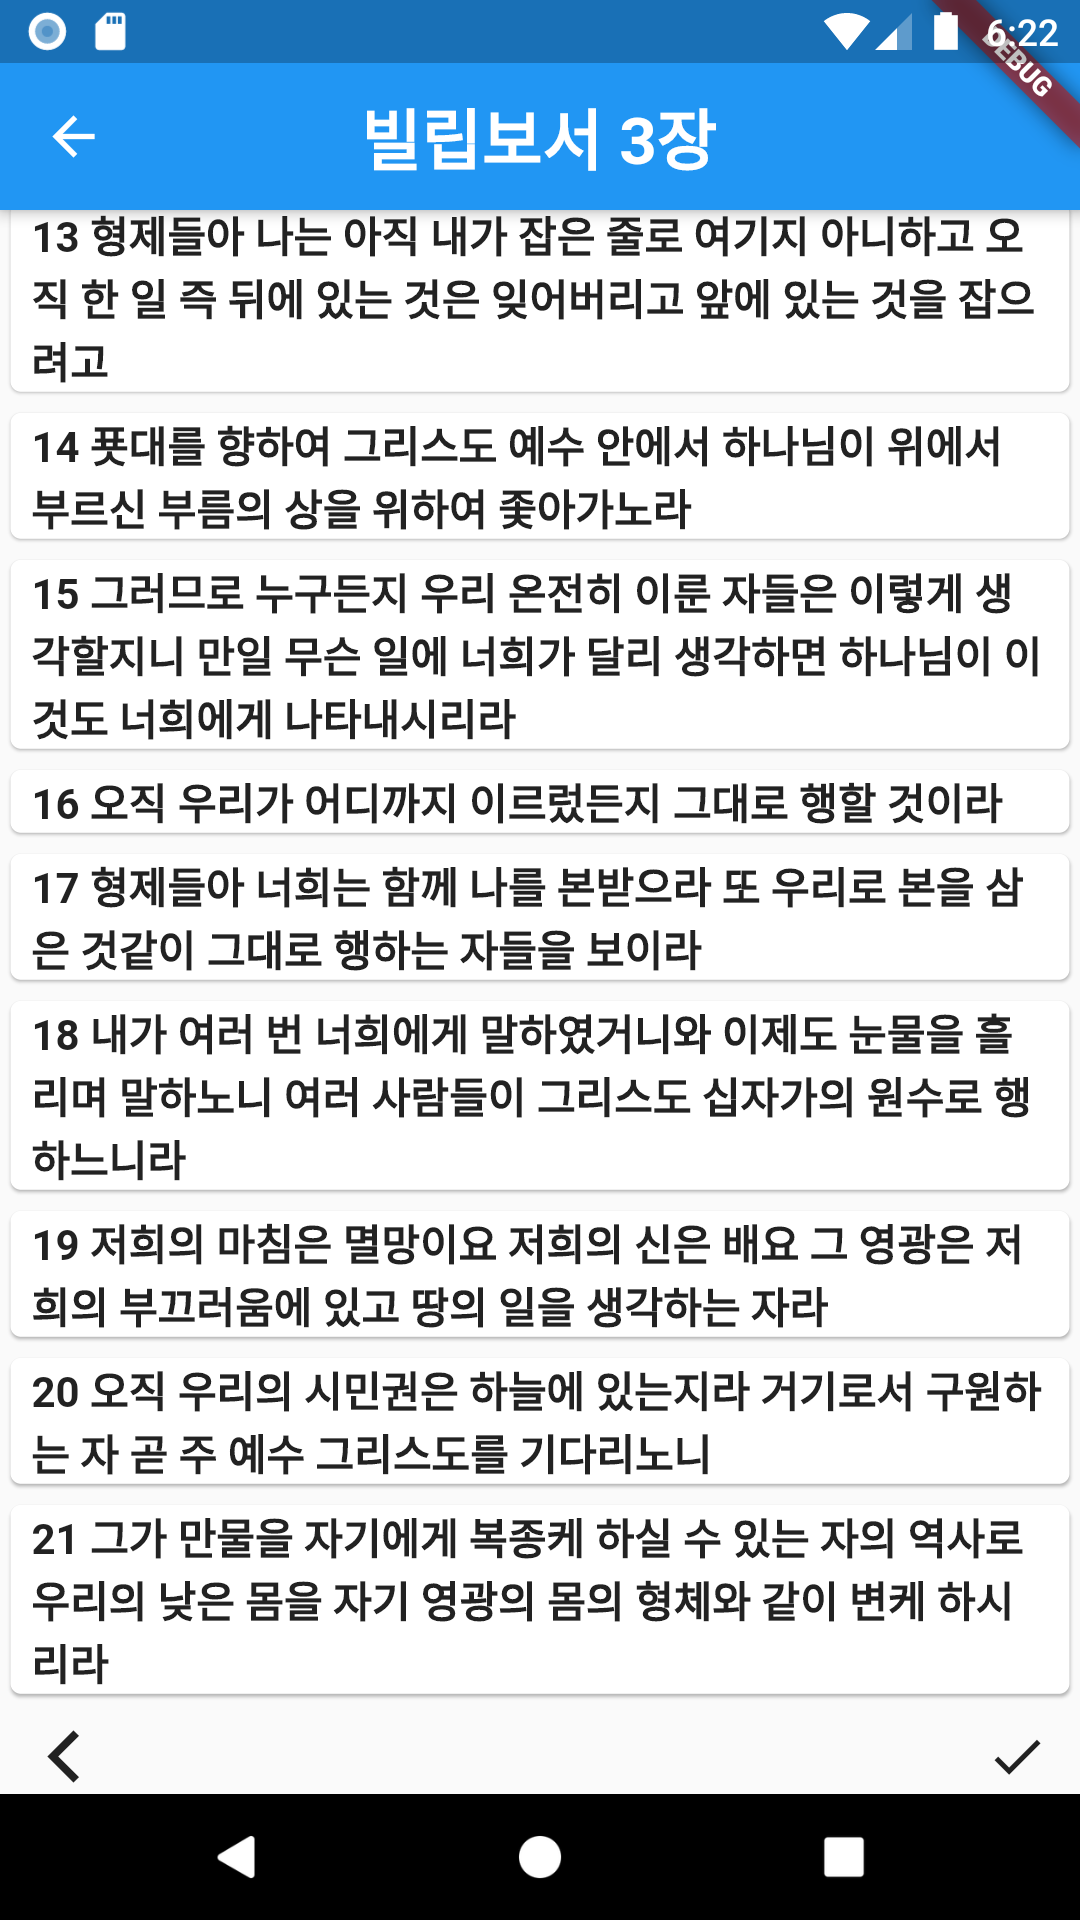 6:22
DEBUG
빌립보서 3장
13 형제들아 나는 아직 내가 잡은 줄로 여기지 아니하고 오
직 한 일 즉 뒤에 있는 것은 잊어버리고 앞에 있는 것을 잡으
려고
14 푯대를 향하여 그리스도 예수 안에서 하나님이 위에서
부르신 부름의 상을 위하여 좇아가노라
15 그러므로 누구든지 우리 온전히 이룬 자들은 이렇게 생
각할지니 만일 무슨 일에 너희가 달리 생각하면 하나님이 이
것도 너희에게 나타내시리라
16 오직 우리가 어디까지 이르렀든지 그대로 행할 것이라
17 형제들아 너희는 함께 나를 본받으라 또 우리로 본을 삼
은 것같이 그대로 행하는 자들을 보이라
18 내가 여러 번 너희에게 말하였거니와 이제도 눈물을 흘
리며 말하노니 여러 사람들이 그리스도 십자가의 원수로 행
하느니라
19 저희의 마침은 멸망이요 저희의 신은 배요 그 영광은 저
희의 부끄러움에 있고 땅의 일을 생각하는 자라
20 오직 우리의 시민권은 하늘에 있는지라 거기로서 구원하
는 자 곧 주 예수 그리스도를 기다리노니
21 그가 만물을 자기에게 복종케 하실 수 있는 자의 역사로
우리의 낮은 몸을 자기 영광의 몸의 형체와 같이 변케 하시
리라